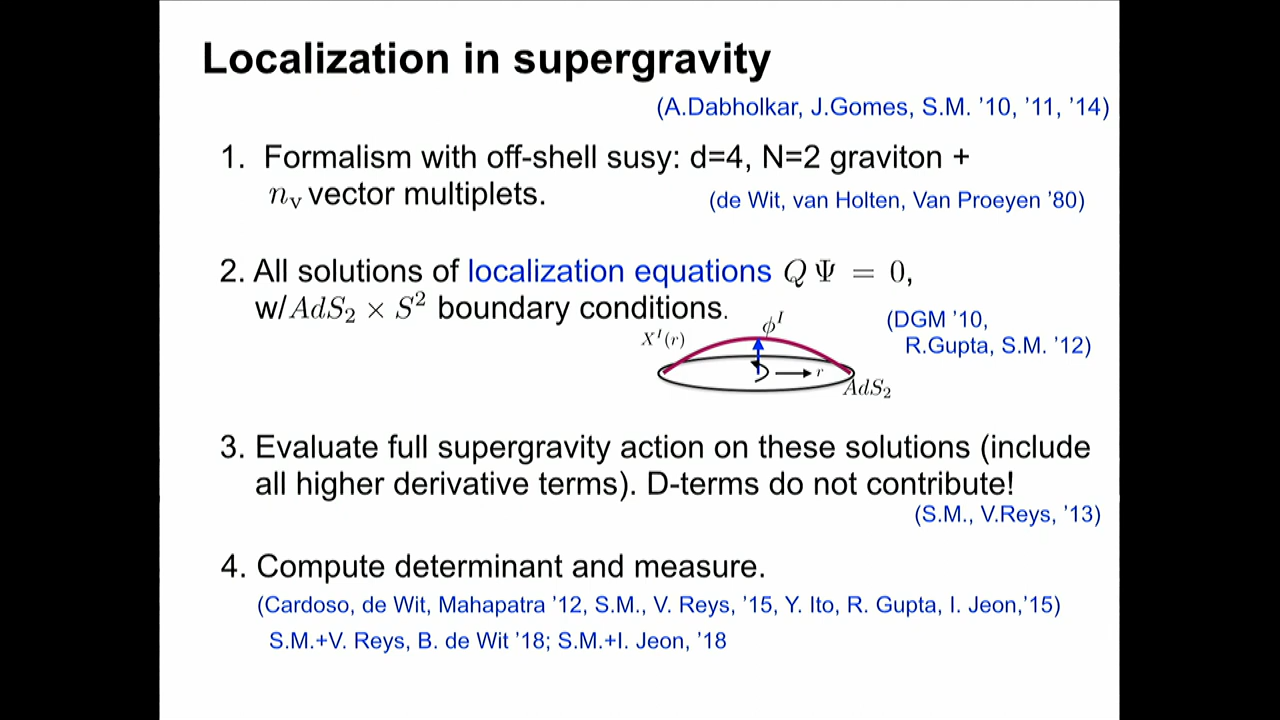 Localization in supergravity
(A.Dabholkar, J.Gomes, S.M. ’10, ’11, ’14)
1. Formalism with off-shell susy: d=4, N=2 graviton +
n_v vector multiplets.
(de Wit, van Holten, Van Proeyen ’80)
2. All solutions of localization equations Q Ψ = 0,
w/ AdS₂ × S² boundary conditions.
(DGM ’10,
R.Gupta, S.M. ’12)
X^I(r)
ϕ^I
r
AdS₂
3. Evaluate full supergravity action on these solutions (include
all higher derivative terms). D-terms do not contribute!
(S.M., V.Reys, ’13)
4. Compute determinant and measure.
(Cardoso, de Wit, Mahapatra ’12, S.M., V. Reys, ’15, Y. Ito, R. Gupta, I. Jeon,’15)
S.M.+V. Reys, B. de Wit ’18; S.M.+I. Jeon, ’18